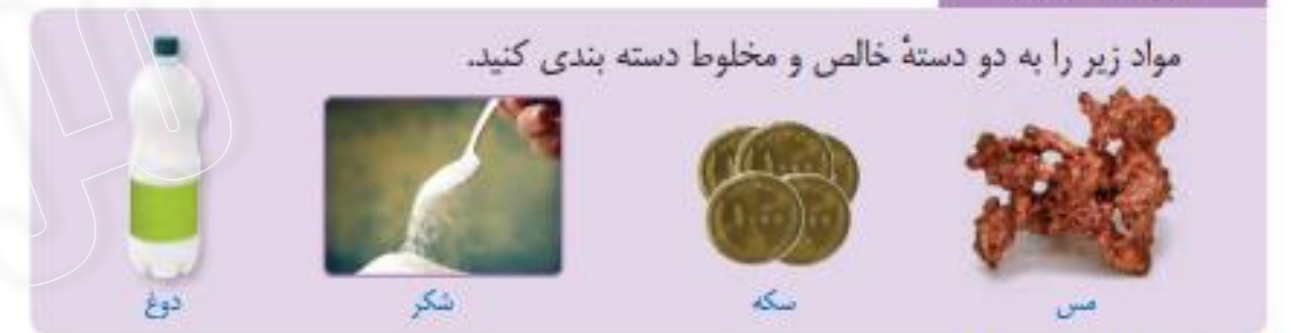 مواد زیر را به دو دستهٔ خالص و مخلوط دسته بندی کنید.
مس
سکه
شکر
دوغ